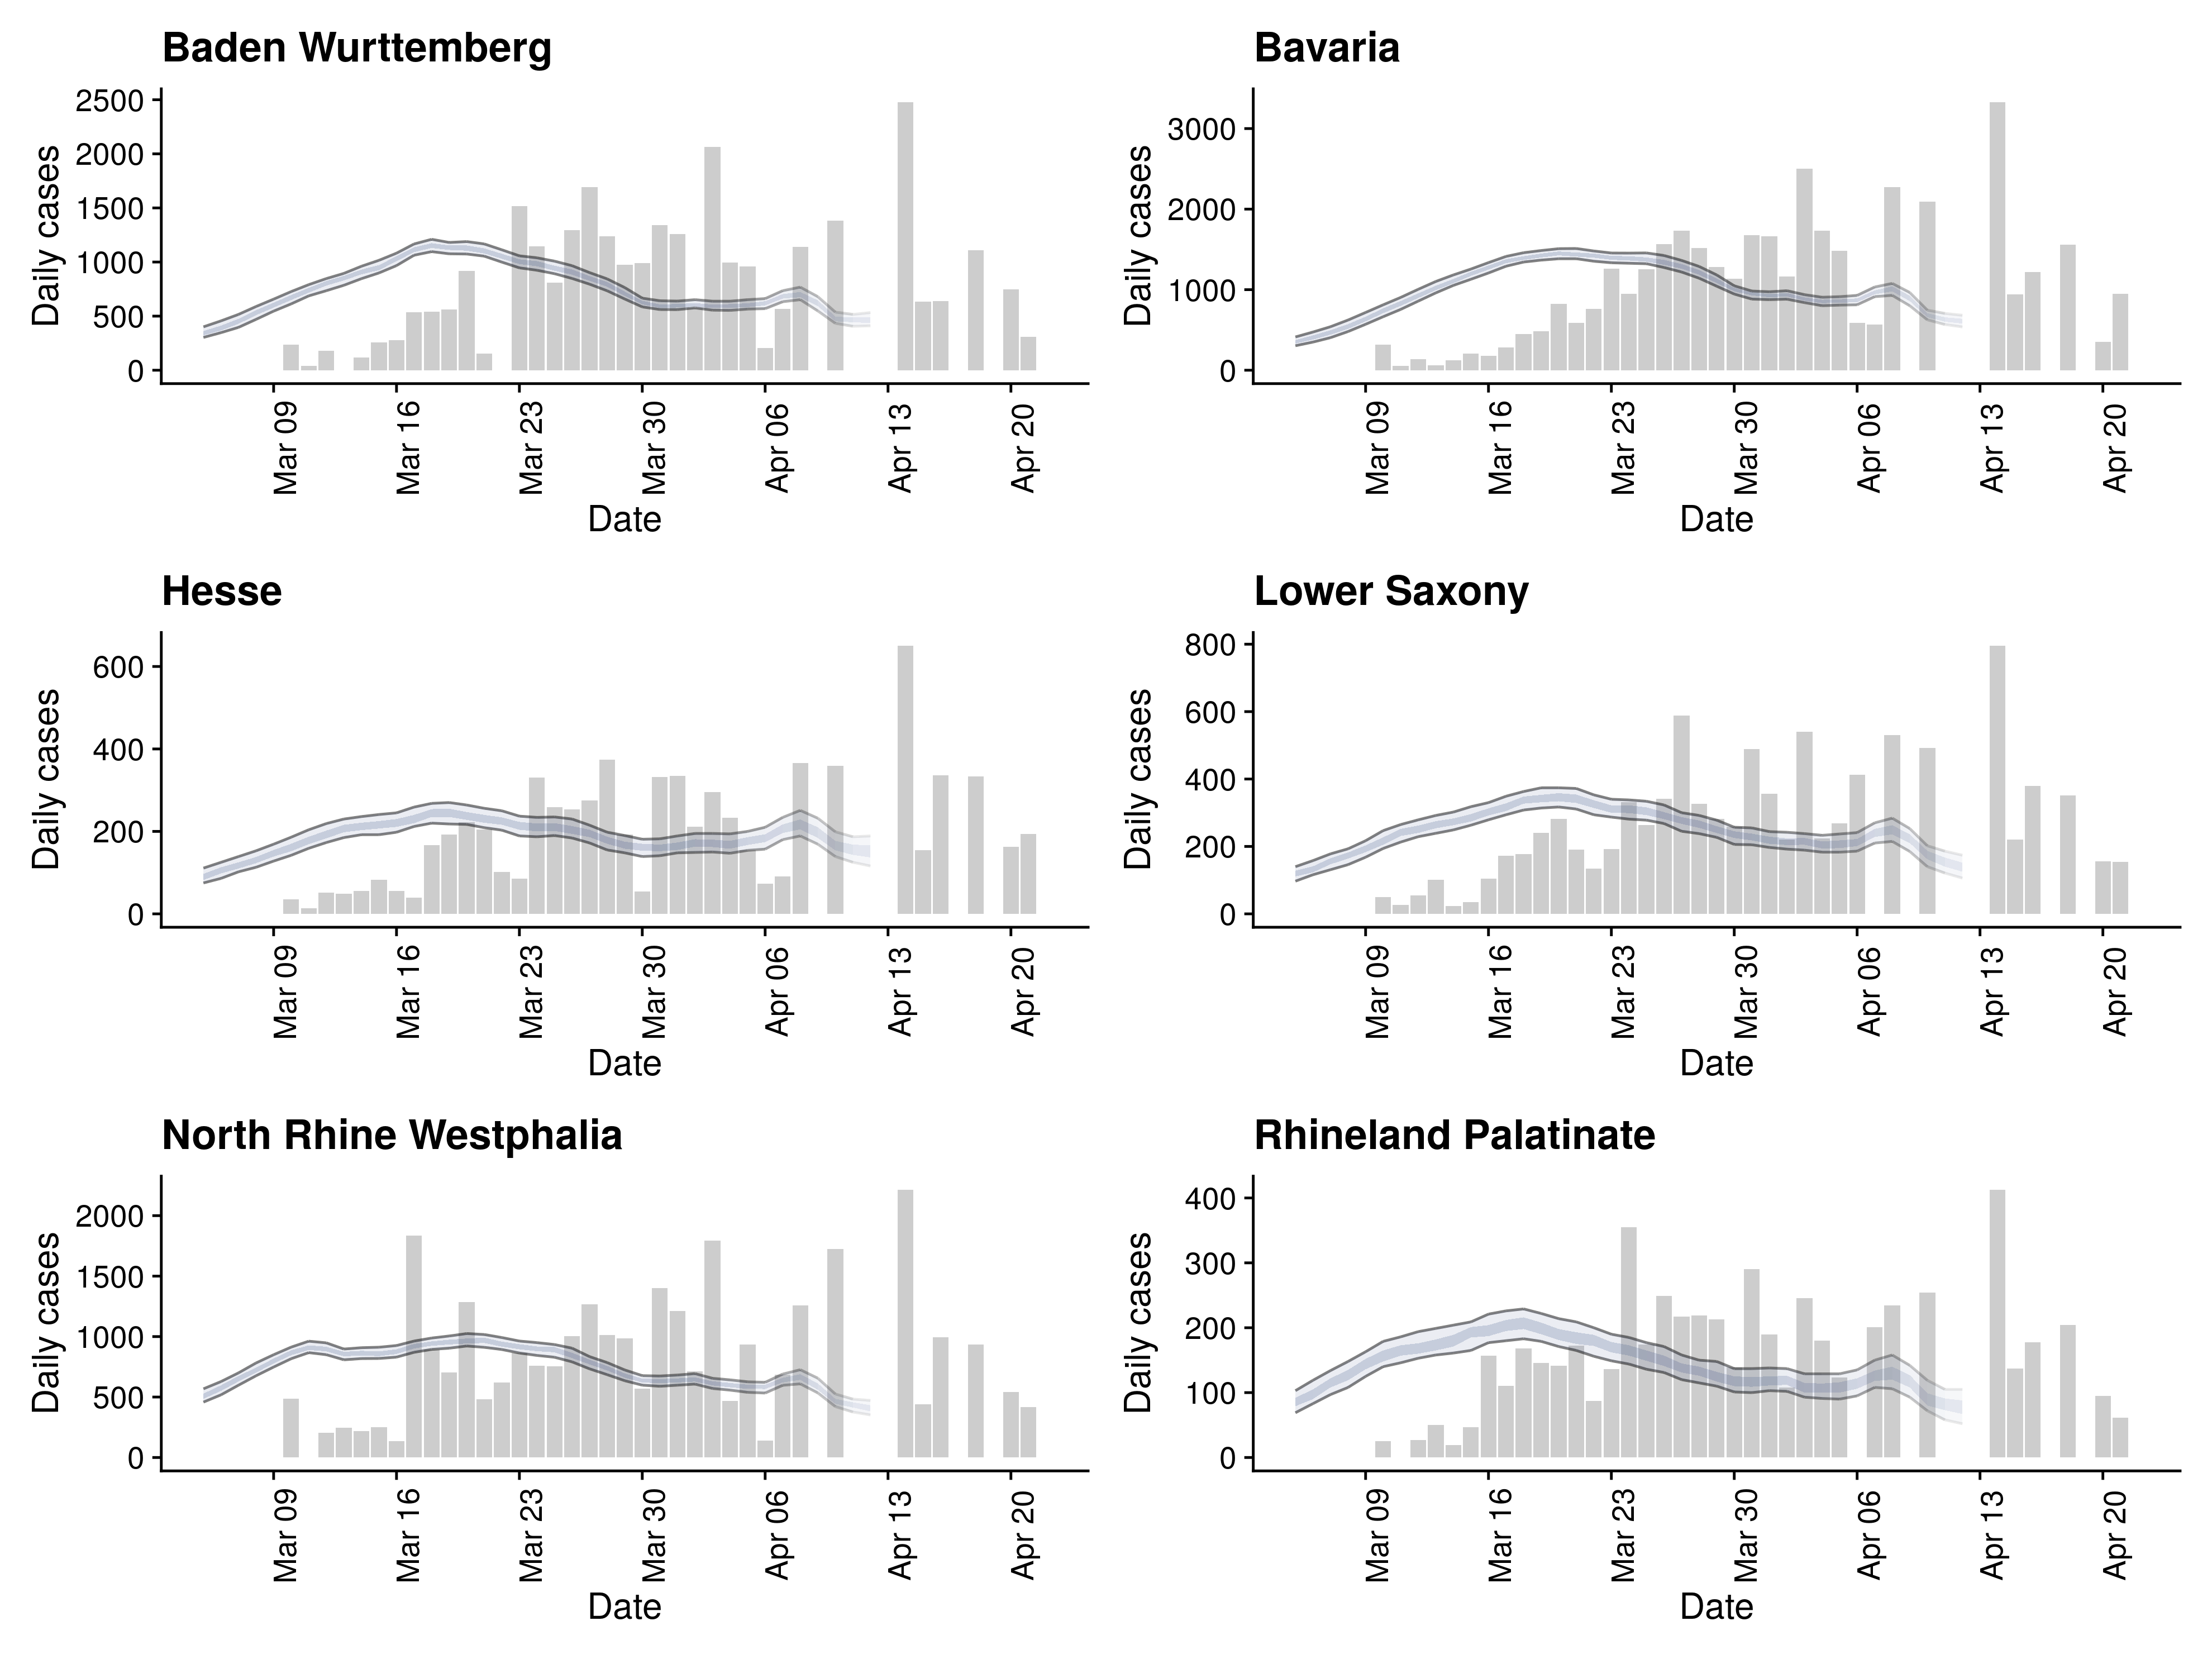 Baden Wurttemberg
Daily cases
2500
2000
1500
1000
500
0
Mar 09
Mar 16
Mar 23
Mar 30
Apr 06
Apr 13
Apr 20
Date
Bavaria
Daily cases
3000
2000
1000
0
Mar 09
Mar 16
Mar 23
Mar 30
Apr 06
Apr 13
Apr 20
Date
Hesse
Daily cases
600
400
200
0
Mar 09
Mar 16
Mar 23
Mar 30
Apr 06
Apr 13
Apr 20
Date
Lower Saxony
Daily cases
800
600
400
200
0
Mar 09
Mar 16
Mar 23
Mar 30
Apr 06
Apr 13
Apr 20
Date
North Rhine Westphalia
Daily cases
2000
1500
1000
500
0
Mar 09
Mar 16
Mar 23
Mar 30
Apr 06
Apr 13
Apr 20
Date
Rhineland Palatinate
Daily cases
400
300
200
100
0
Mar 09
Mar 16
Mar 23
Mar 30
Apr 06
Apr 13
Apr 20
Date